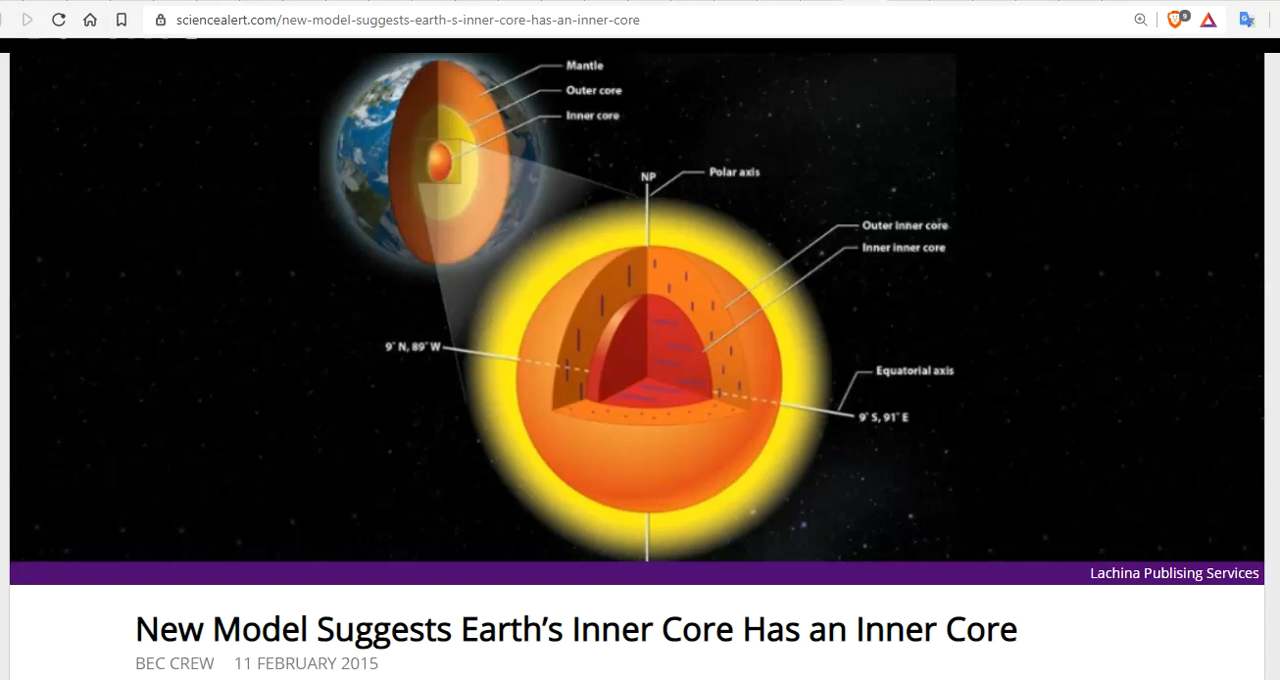 sciencealert.com/new-model-suggests-earth-s-inner-core-has-an-inner-core
9
Mantle
Outer core
Inner core
NP
Polar axis
Outer inner core
Inner inner core
9° N, 89° W
Equatorial axis
9° S, 91° E
Lachina Publising Services
New Model Suggests Earth’s Inner Core Has an Inner Core
BEC CREW 11 FEBRUARY 2015